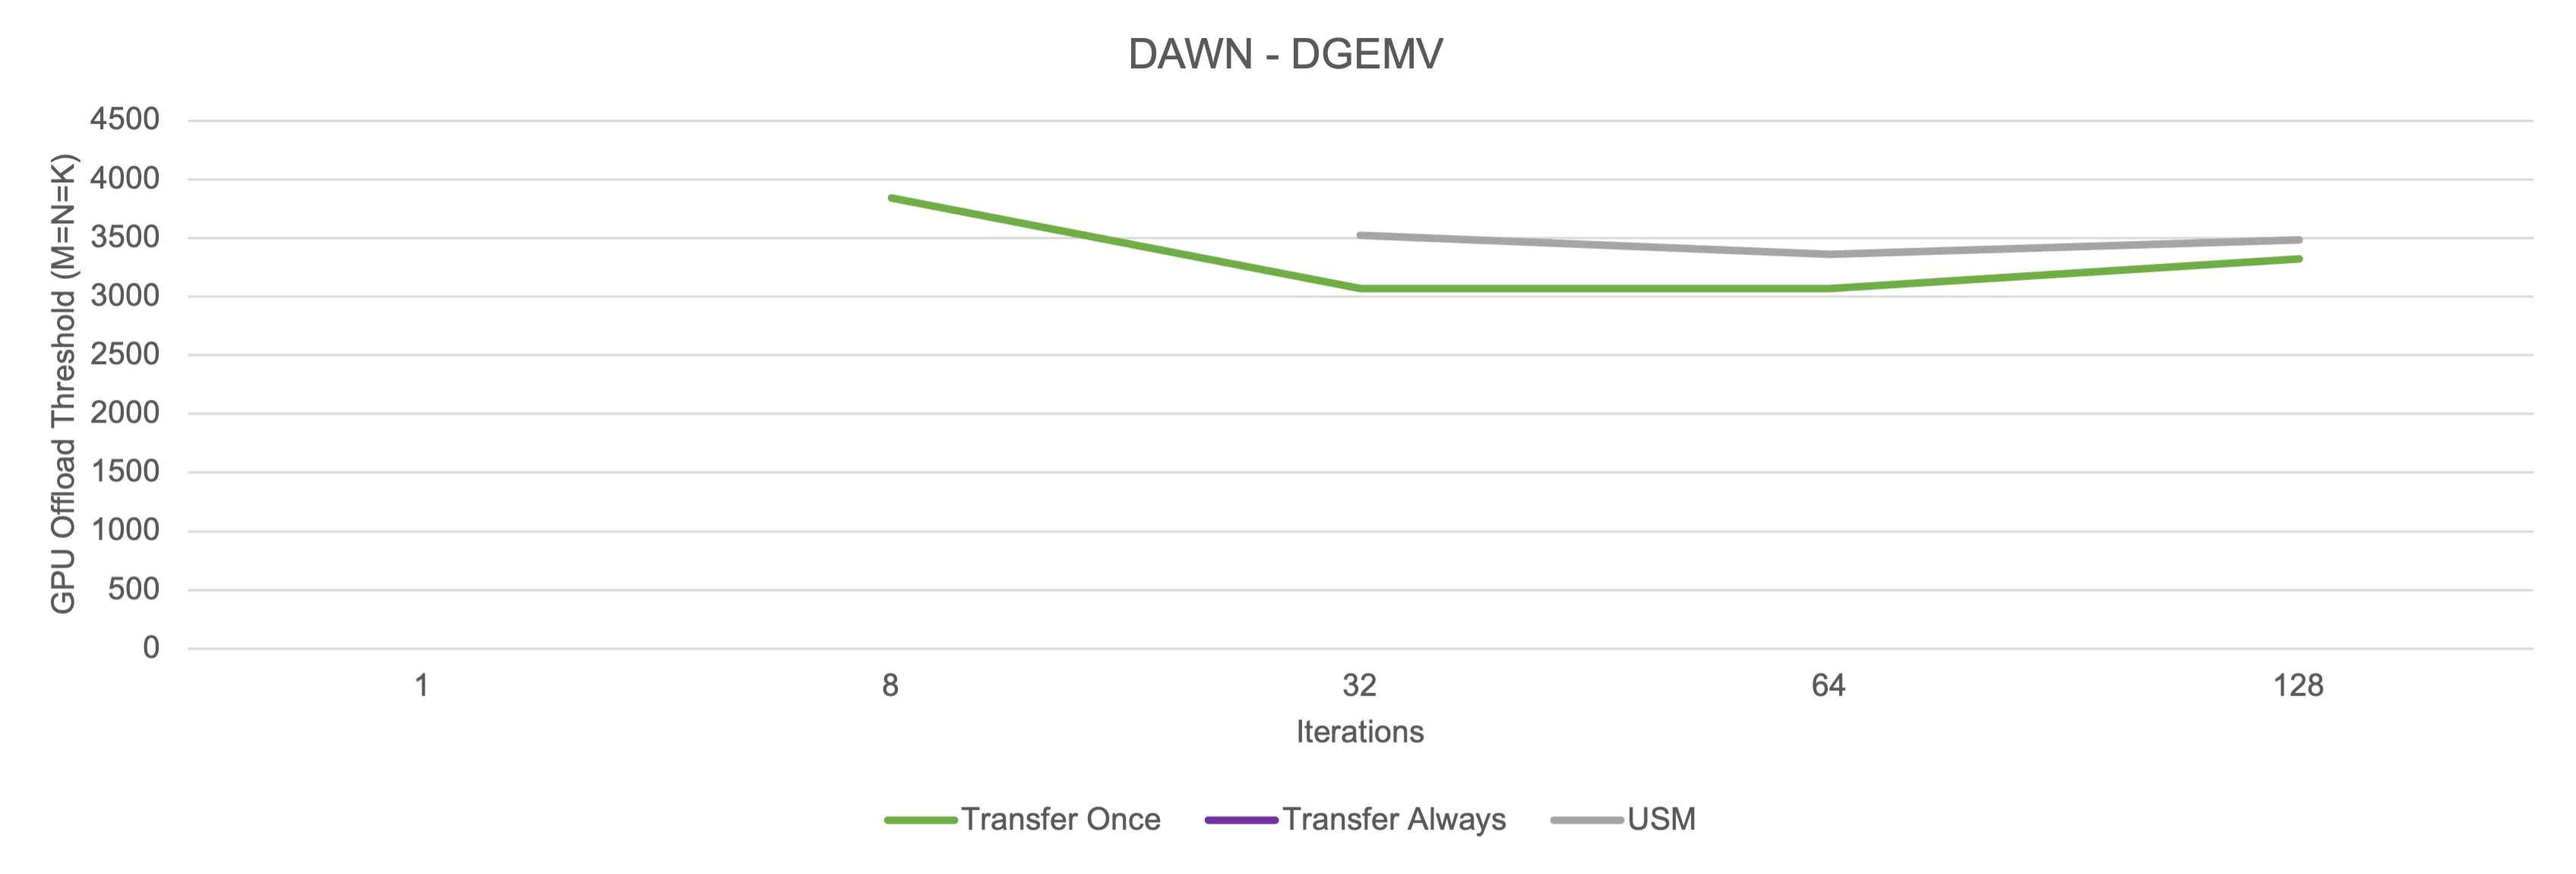 DAWN - DGEMV
GPU Offload Threshold (M=N=K)
4500
4000
3500
3000
2500
2000
1500
1000
500
0
1 8 32 64 128
Iterations
Transfer Once Transfer Always USM